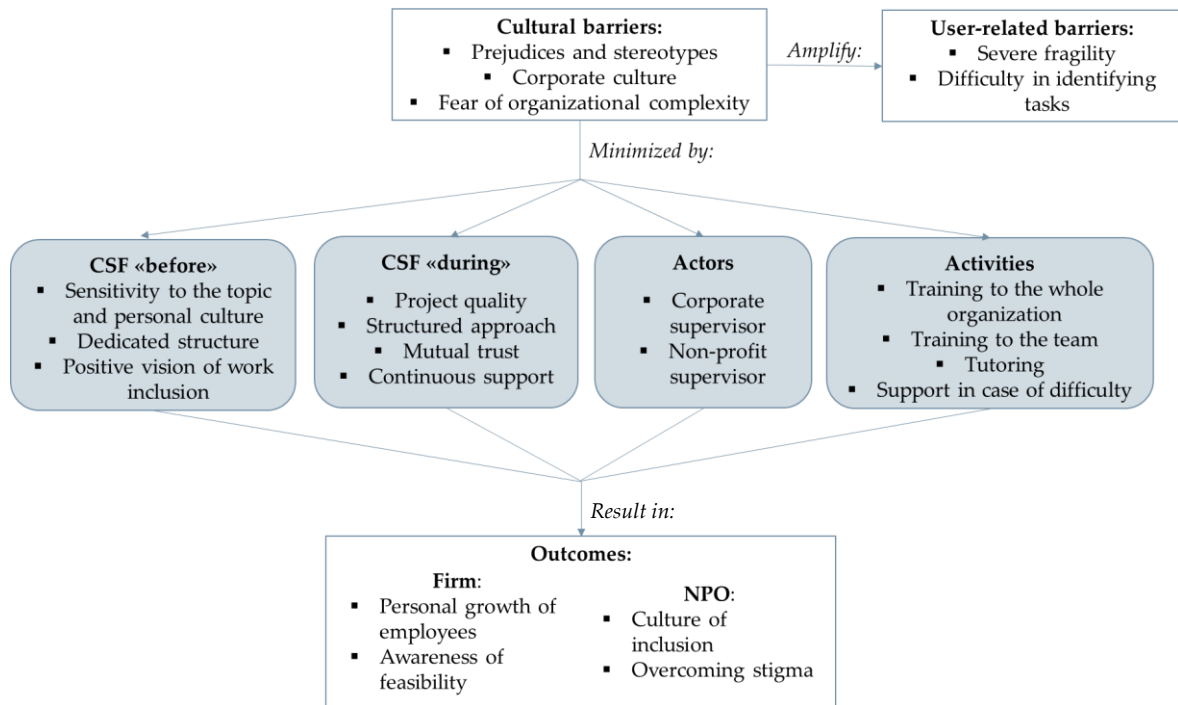 Cultural barriers:
▪ Prejudices and stereotypes
▪ Corporate culture
▪ Fear of organizational complexity
Amplify:
User-related barriers:
▪ Severe fragility
▪ Difficulty in identifying
tasks
Minimized by:
CSF «before»
▪ Sensitivity to the topic
and personal culture
▪ Dedicated structure
▪ Positive vision of work
inclusion
CSF «during»
▪ Project quality
▪ Structured approach
▪ Mutual trust
▪ Continuous support
Actors
▪ Corporate
supervisor
▪ Non-profit
supervisor
Activities
▪ Training to the whole
organization
▪ Training to the team
▪ Tutoring
▪ Support in case of difficulty
Result in:
Outcomes:
Firm:
▪ Personal growth of
employees
▪ Awareness of
feasibility
NPO:
▪ Culture of
inclusion
▪ Overcoming stigma